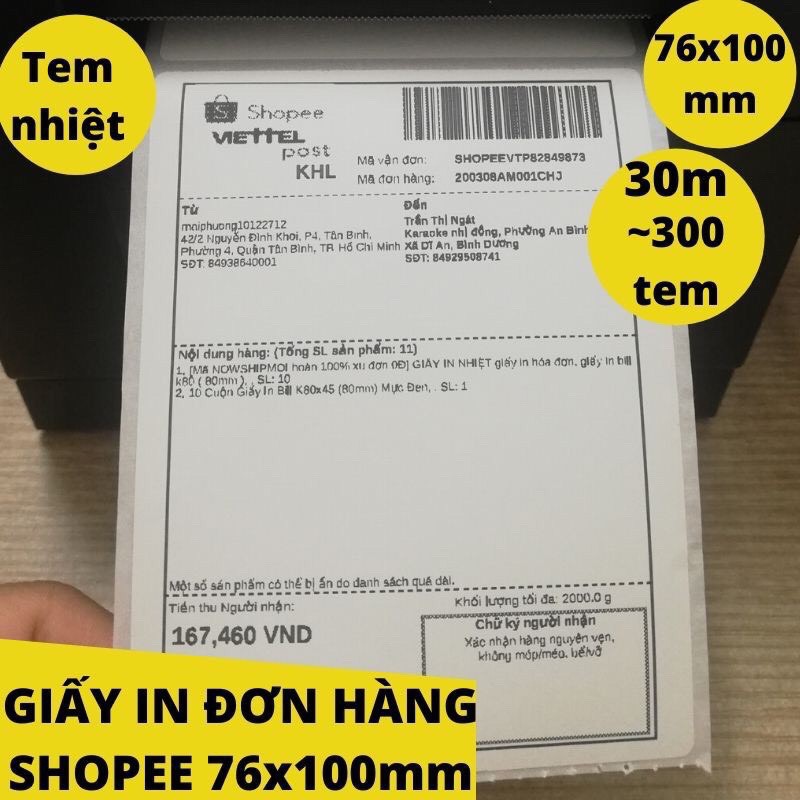 Tem
nhiệt
76x100
mm
30m
~300
tem
Shopee
VIETTEL
post
KHL
Mã vận đơn: SHOPEEVTP82849873
Mã đơn hàng: 200308AM001CHJ
Từ
maiphuong10122712
42/2 Nguyễn Đình Khơi, P4, Tân Bình,
Phường 4, Quận Tân Bình, TP. Hồ Chí Minh
SĐT: 84938640001
Đến
Trần Thị Ngát
Karaoke nhị đồng, Phường An Bình
Xã Dĩ An, Bình Dương
SĐT: 84929508741
Nội dung hàng: (Tổng SL sản phẩm: 11)
1, [Mã NOWSHIPMOI hoàn 100% xu đơn 0Đ] GIẤY IN NHIỆT giấy in hóa đơn, giấy in bill
k80 ( 80mm ), , SL: 10
2, 10 Cuộn Giấy In Bill K80x45 (80mm) Mực Đen, , SL: 1
Một số sản phẩm có thể bị ẩn do danh sách quá dài.
Tiền thu Người nhận:
167,460 VND
Khối lượng tối đa: 2000.0 g
Chữ ký người nhận
Xác nhận hàng nguyên vẹn,
không móp/méo, bể/vỡ
GIẤY IN ĐƠN HÀNG
SHOPEE 76x100mm